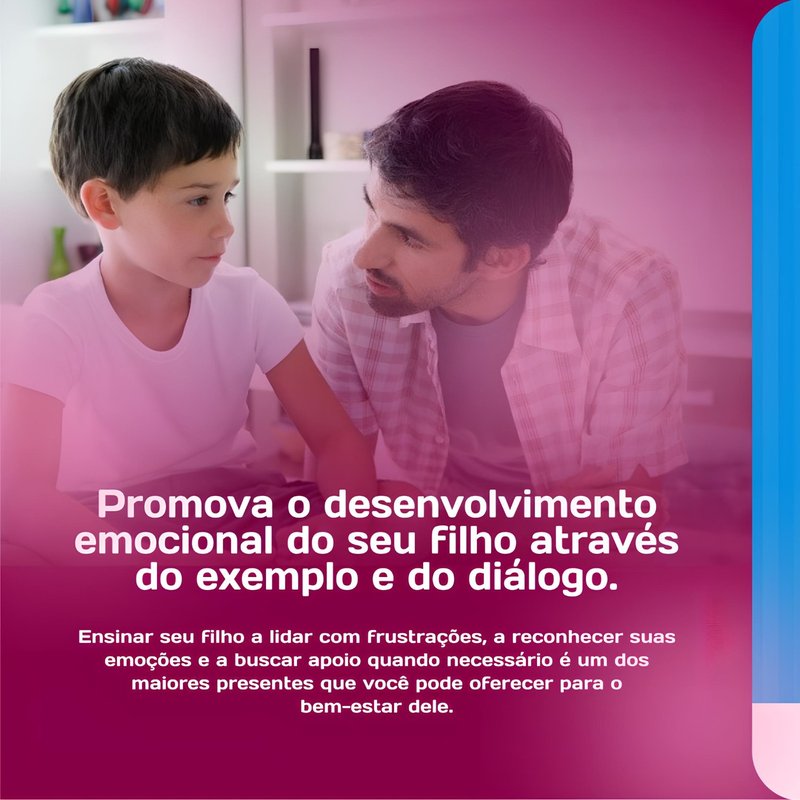 Promova o desenvolvimento
emocional do seu filho através
do exemplo e do diálogo.
Ensinar seu filho a lidar com frustrações, a reconhecer suas
emoções e a buscar apoio quando necessário é um dos
maiores presentes que você pode oferecer para o
bem-estar dele.